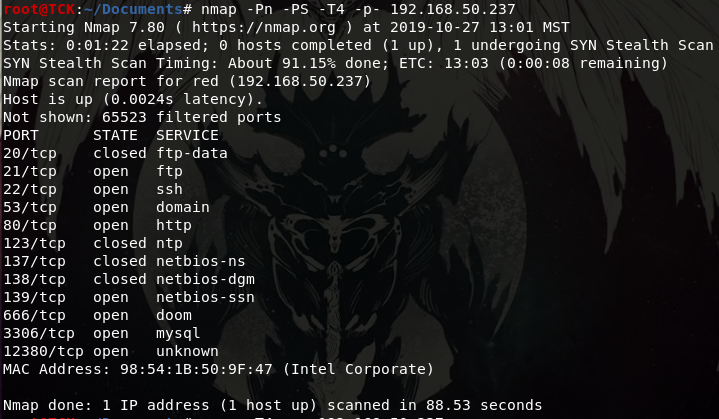 root@TCK:~/Documents# nmap -Pn -PS -T4 -p- 192.168.50.237
Starting Nmap 7.80 ( https://nmap.org ) at 2019-10-27 13:01 MST
Stats: 0:01:22 elapsed; 0 hosts completed (1 up), 1 undergoing SYN Stealth Scan
SYN Stealth Scan Timing: About 91.15% done; ETC: 13:03 (0:00:08 remaining)
Nmap scan report for red (192.168.50.237)
Host is up (0.0024s latency).
Not shown: 65523 filtered ports
PORT      STATE  SERVICE
20/tcp    closed ftp-data
21/tcp    open   ftp
22/tcp    open   ssh
53/tcp    open   domain
80/tcp    open   http
123/tcp   closed ntp
137/tcp   closed netbios-ns
138/tcp   closed netbios-dgm
139/tcp   open   netbios-ssn
666/tcp   open   doom
3306/tcp  open   mysql
12380/tcp open   unknown
MAC Address: 98:54:1B:50:9F:47 (Intel Corporate)
Nmap done: 1 IP address (1 host up) scanned in 88.53 seconds